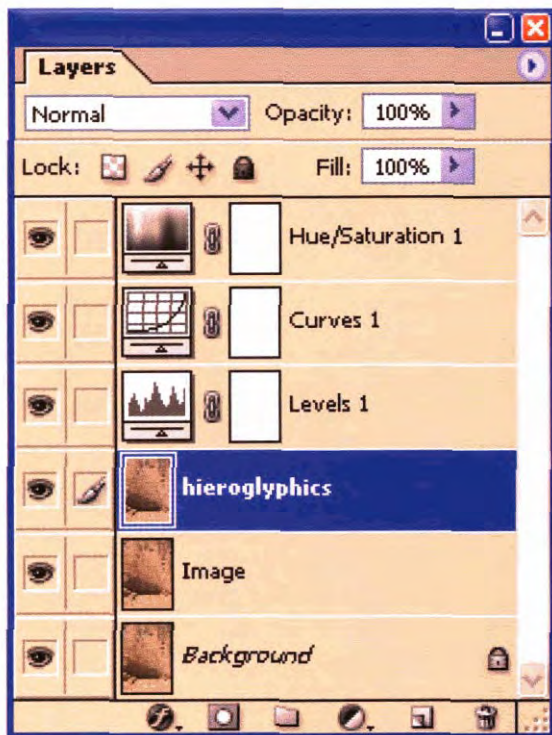 Layers
Normal Opacity: 100%
Lock: Fill: 100%
Hue/Saturation 1
Curves 1
Levels 1
hieroglyphics
Image
Background